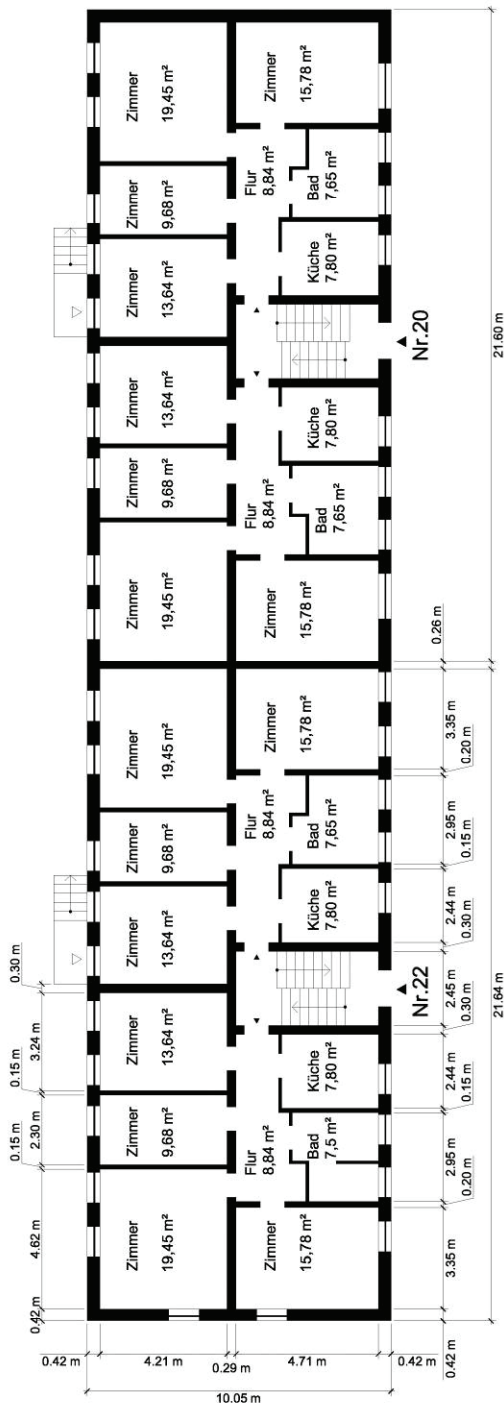 0.42 m
4.62 m
0.15 m
2.30 m
0.15 m
3.24 m
0.30 m
Zimmer
19,45 m²
Zimmer
9,68 m²
Zimmer
13,64 m²
Zimmer
13,64 m²
Zimmer
9,68 m²
Zimmer
19,45 m²
Zimmer
19,45 m²
Zimmer
9,68 m²
Zimmer
13,64 m²
Zimmer
13,64 m²
Zimmer
9,68 m²
Zimmer
19,45 m²
Zimmer
15,78 m²
Flur
8,84 m²
Bad
7,5 m²
Küche
7,80 m²
Küche
7,80 m²
Bad
7,65 m²
Flur
8,84 m²
Zimmer
15,78 m²
Zimmer
15,78 m²
Flur
8,84 m²
Bad
7,65 m²
Küche
7,80 m²
Küche
7,80 m²
Bad
7,65 m²
Flur
8,84 m²
Zimmer
15,78 m²
Nr.22
Nr.20
0.42 m
4.21 m
0.29 m
4.71 m
0.42 m
10.05 m
0.42 m
3.35 m
0.20 m
2.95 m
0.15 m
2.44 m
0.30 m
2.45 m
0.30 m
2.44 m
0.15 m
2.95 m
0.20 m
3.35 m
0.26 m
21.64 m
21.60 m